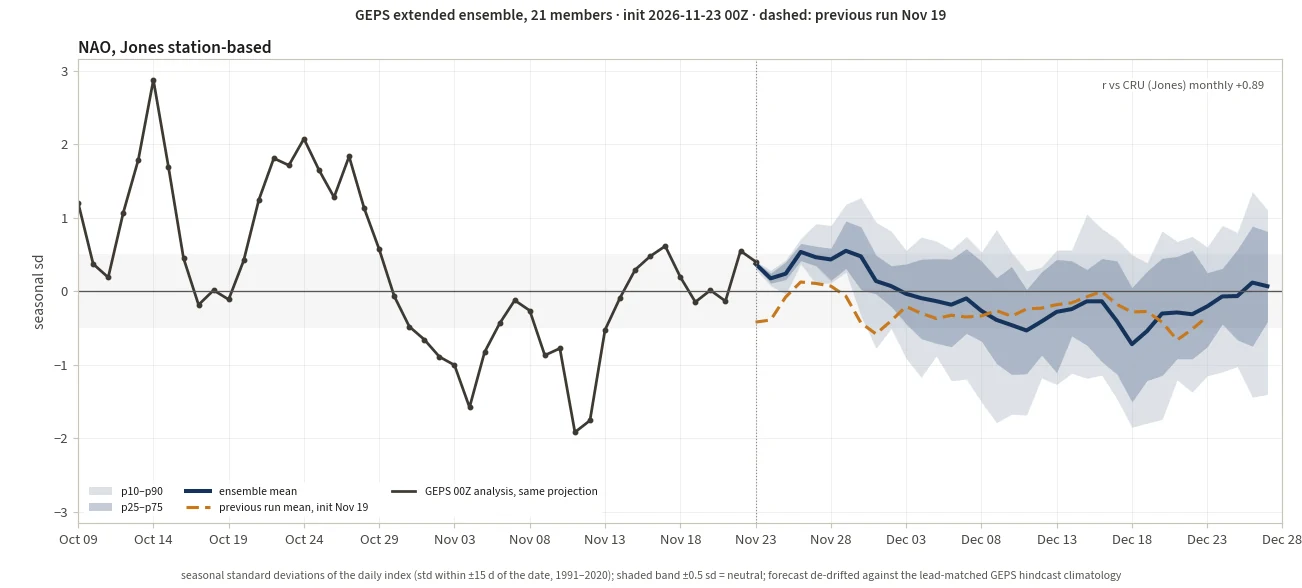 GEPS extended ensemble, 21 members · init 2026-11-23 00Z · dashed: previous run Nov 19
NAO, Jones station-based
r vs CRU (Jones) monthly +0.89
seasonal sd
3
2
1
0
−1
−2
−3
p10–p90
p25–p75
ensemble mean
previous run mean, init Nov 19
GEPS 00Z analysis, same projection
Oct 09 Oct 14 Oct 19 Oct 24 Oct 29 Nov 03 Nov 08 Nov 13 Nov 18 Nov 23 Nov 28 Dec 03 Dec 08 Dec 13 Dec 18 Dec 23 Dec 28
seasonal standard deviations of the daily index (std within ±15 d of the date, 1991–2020); shaded band ±0.5 sd = neutral; forecast de-drifted against the lead-matched GEPS hindcast climatology